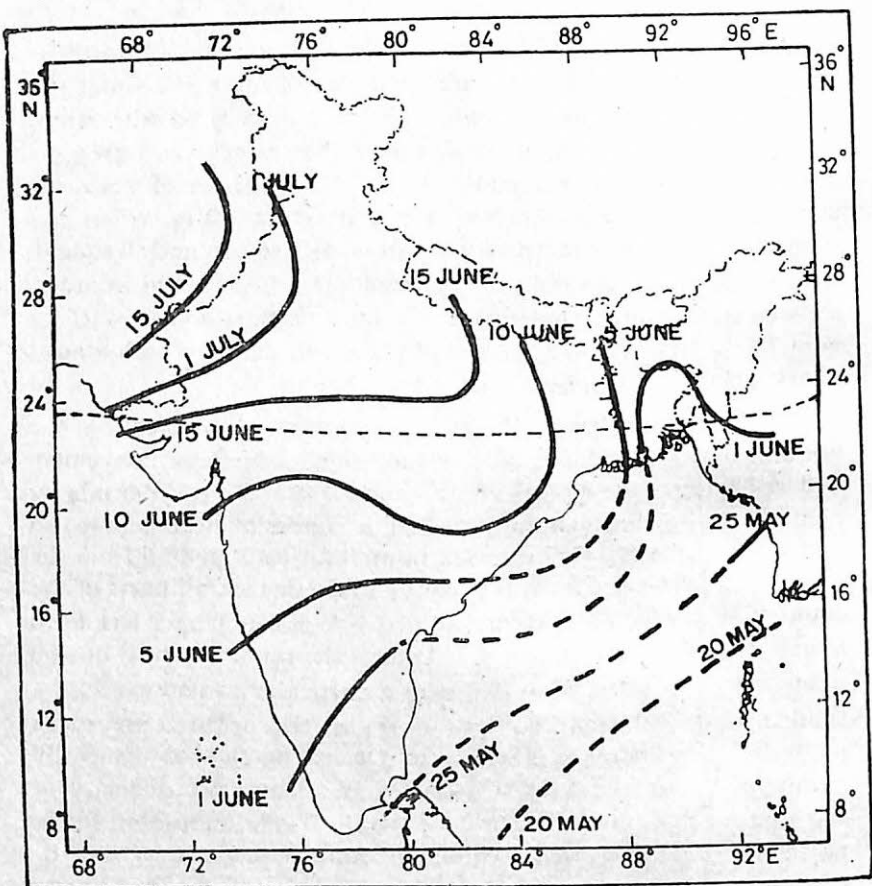 68° 72° 76° 80° 84° 88° 92° 96° E
36° 36°
N N
1 JULY
32° 32°
15 JULY 15 JUNE
28° 28°
1 JULY 10 JUNE 5 JUNE
24° 24°
15 JUNE 1 JUNE
20° 20°
10 JUNE 25 MAY
16° 16°
5 JUNE 20 MAY
12° 12°
25 MAY
1 JUNE
8° 20 MAY 8°
68° 72° 76° 80° 84° 88° 92° E